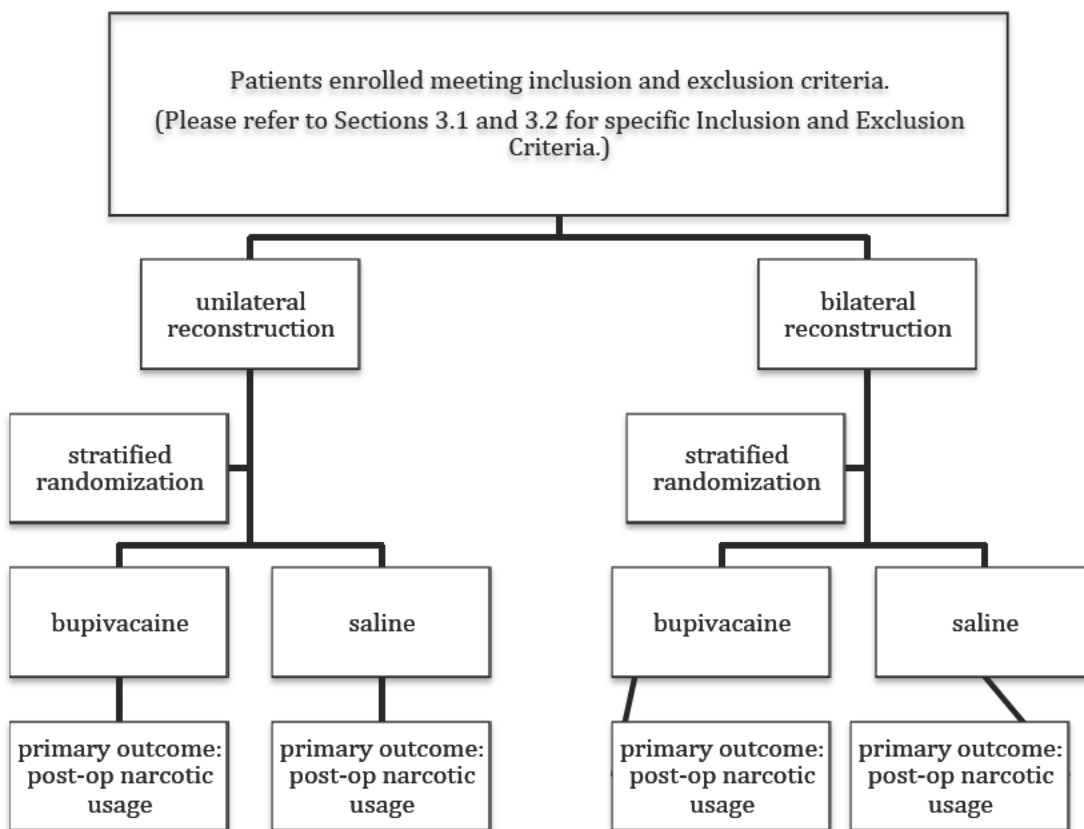 Patients enrolled meeting inclusion and exclusion criteria.
(Please refer to Sections 3.1 and 3.2 for specific Inclusion and Exclusion
Criteria.)
unilateral
reconstruction
bilateral
reconstruction
stratified
randomization
stratified
randomization
bupivacaine
saline
bupivacaine
saline
primary outcome:
post-op narcotic
usage
primary outcome:
post-op narcotic
usage
primary outcome:
post-op narcotic
usage
primary outcome:
post-op narcotic
usage